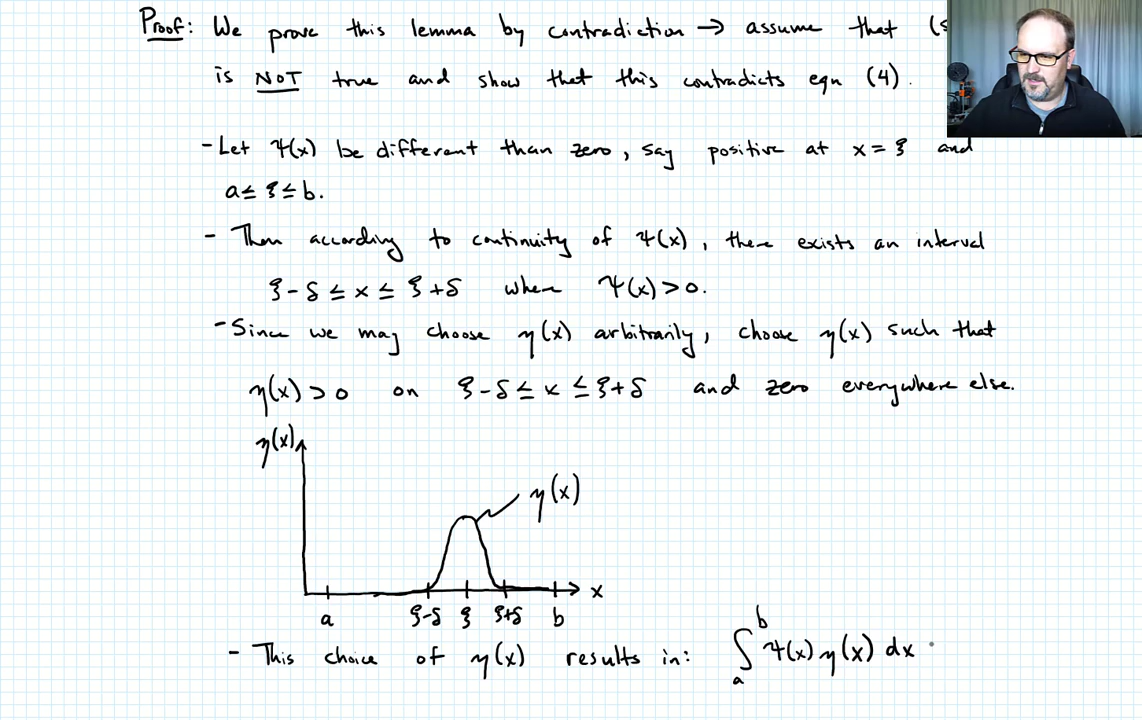 Proof: We prove this lemma by contradiction → assume that (
is NOT true and show that this contradicts eqn (4).
- Let Ψ(x) be different than zero, say positive at x = ξ and
a ≤ ξ ≤ b.
- Then according to continuity of Ψ(x), there exists an interval
ξ-δ ≤ x ≤ ξ+δ where Ψ(x) > 0.
- Since we may choose η(x) arbitrarily, choose η(x) such that
η(x) > 0 on ξ-δ ≤ x ≤ ξ+δ and zero everywhere else.
η(x)
η(x)
x
a ξ-δ ξ ξ+δ b
- This choice of η(x) results in: ∫_a^b Ψ(x) η(x) dx